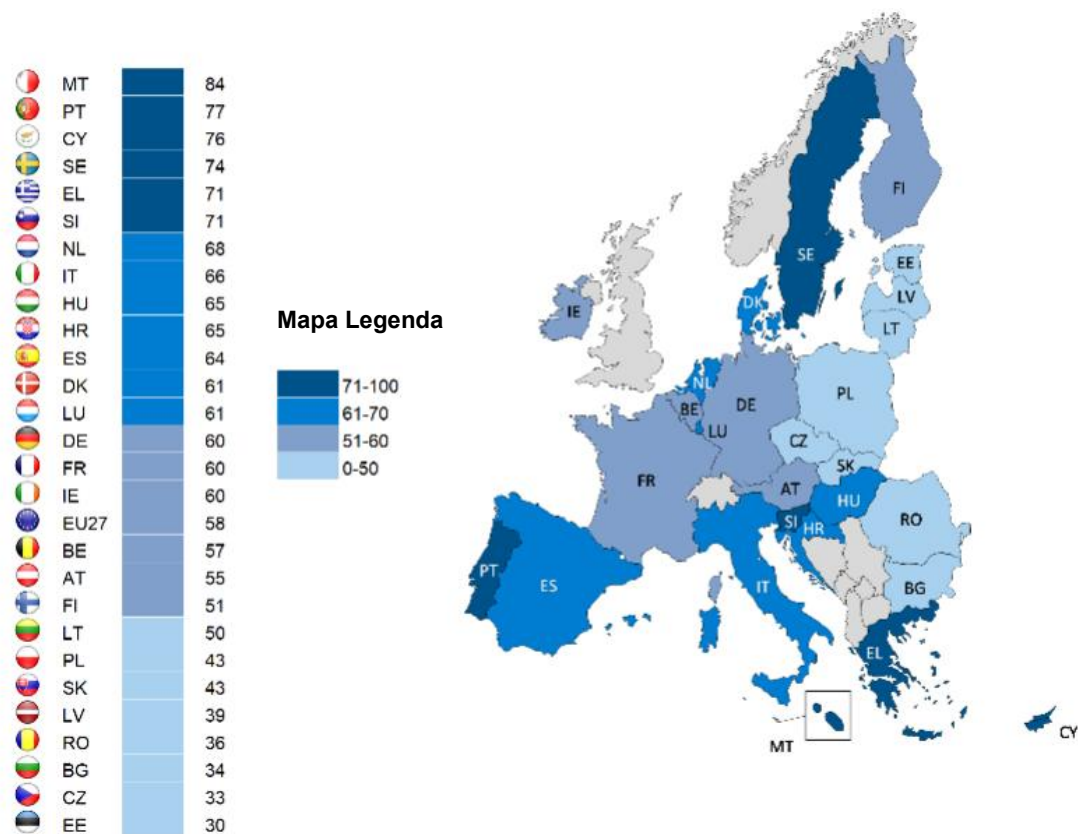 MT 84
PT 77
CY 76
SE 74
EL 71
SI 71
NL 68
IT 66
HU 65
HR 65
ES 64
DK 61
LU 61
DE 60
FR 60
IE 60
EU27 58
BE 57
AT 55
FI 51
LT 50
PL 43
SK 43
LV 39
RO 36
BG 34
CZ 33
EE 30
Mapa Legenda
71-100
61-70
51-60
0-50
FI
SE
EE
LV
LT
DK
IE
NL
BE
DE
PL
LU
CZ
SK
FR
AT
HU
SI
HR
RO
PT
ES
IT
BG
EL
MT
CY